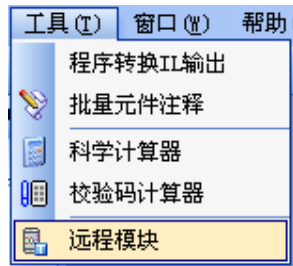 工具(T) 窗口(W) 帮助
程序转换IL输出
批量元件注释
科学计算器
校验码计算器
远程模块